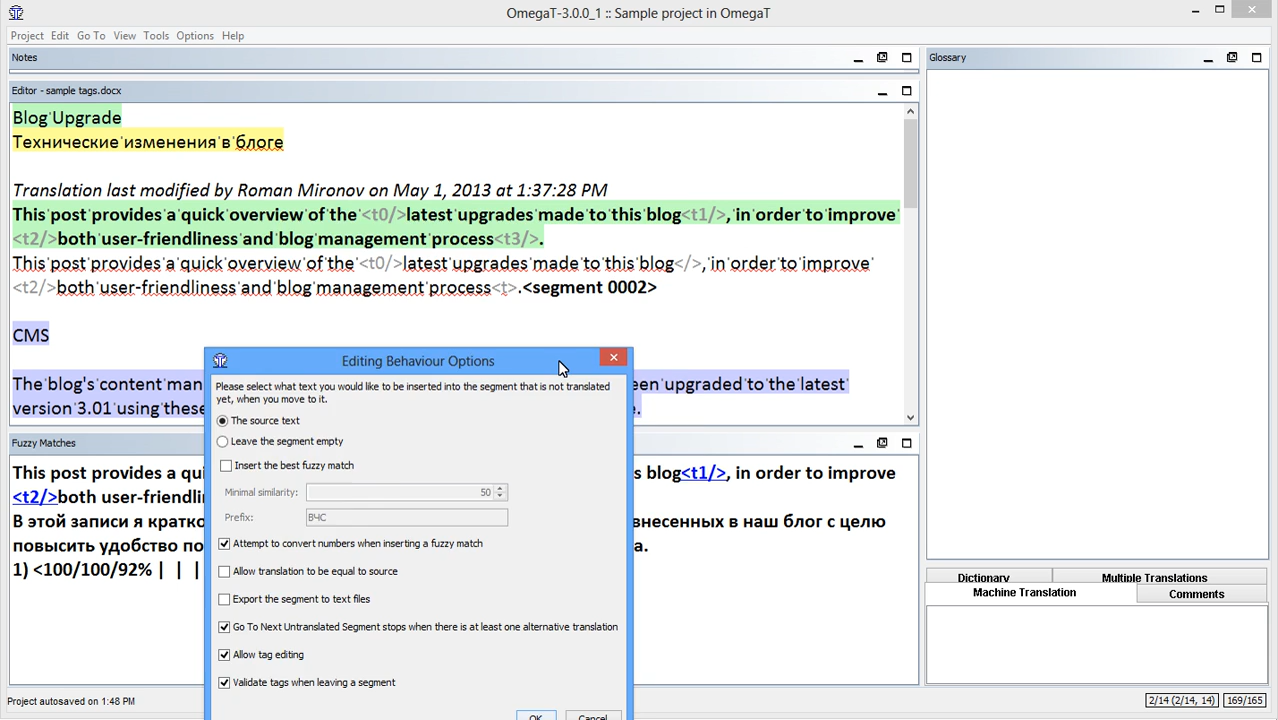 OmegaT-3.0.0_1 :: Sample project in OmegaT
Project Edit Go To View Tools Options Help
Notes
Glossary
Editor - sample tags.docx
Blog Upgrade
Технические изменения в блоге
Translation last modified by Roman Mironov on May 1, 2013 at 1:37:28 PM
This post provides a quick overview of the <t0/>latest upgrades made to this blog<t1/>, in order to improve
<t2/>both user-friendliness and blog management process<t3/>.
This post provides a quick overview of the <t0/>latest upgrades made to this blog</>, in order to improve
<t2/>both user-friendliness and blog management process<t>.<segment 0002>
CMS
Editing Behaviour Options
The blog's content man
een upgraded to the latest
version 3.01 using these
e.
Please select what text you would like to be inserted into the segment that is not translated
yet, when you move to it.
The source text
Leave the segment empty
Fuzzy Matches
Insert the best fuzzy match
This post provides a qu
s blog<t1/>, in order to improve
Minimal similarity: 50
<t2/>both user-friendlin
Prefix: ВЧС
В этой записи я кратко
внесенных в наш блог с целю
повысить удобство по
а.
Attempt to convert numbers when inserting a fuzzy match
1) <100/100/92% | | |
Allow translation to be equal to source
Export the segment to text files
Go To Next Untranslated Segment stops when there is at least one alternative translation
Allow tag editing
Validate tags when leaving a segment
OK Cancel
Dictionary Multiple Translations
Machine Translation Comments
Project autosaved on 1:48 PM
2/14 (2/14, 14) 169/165